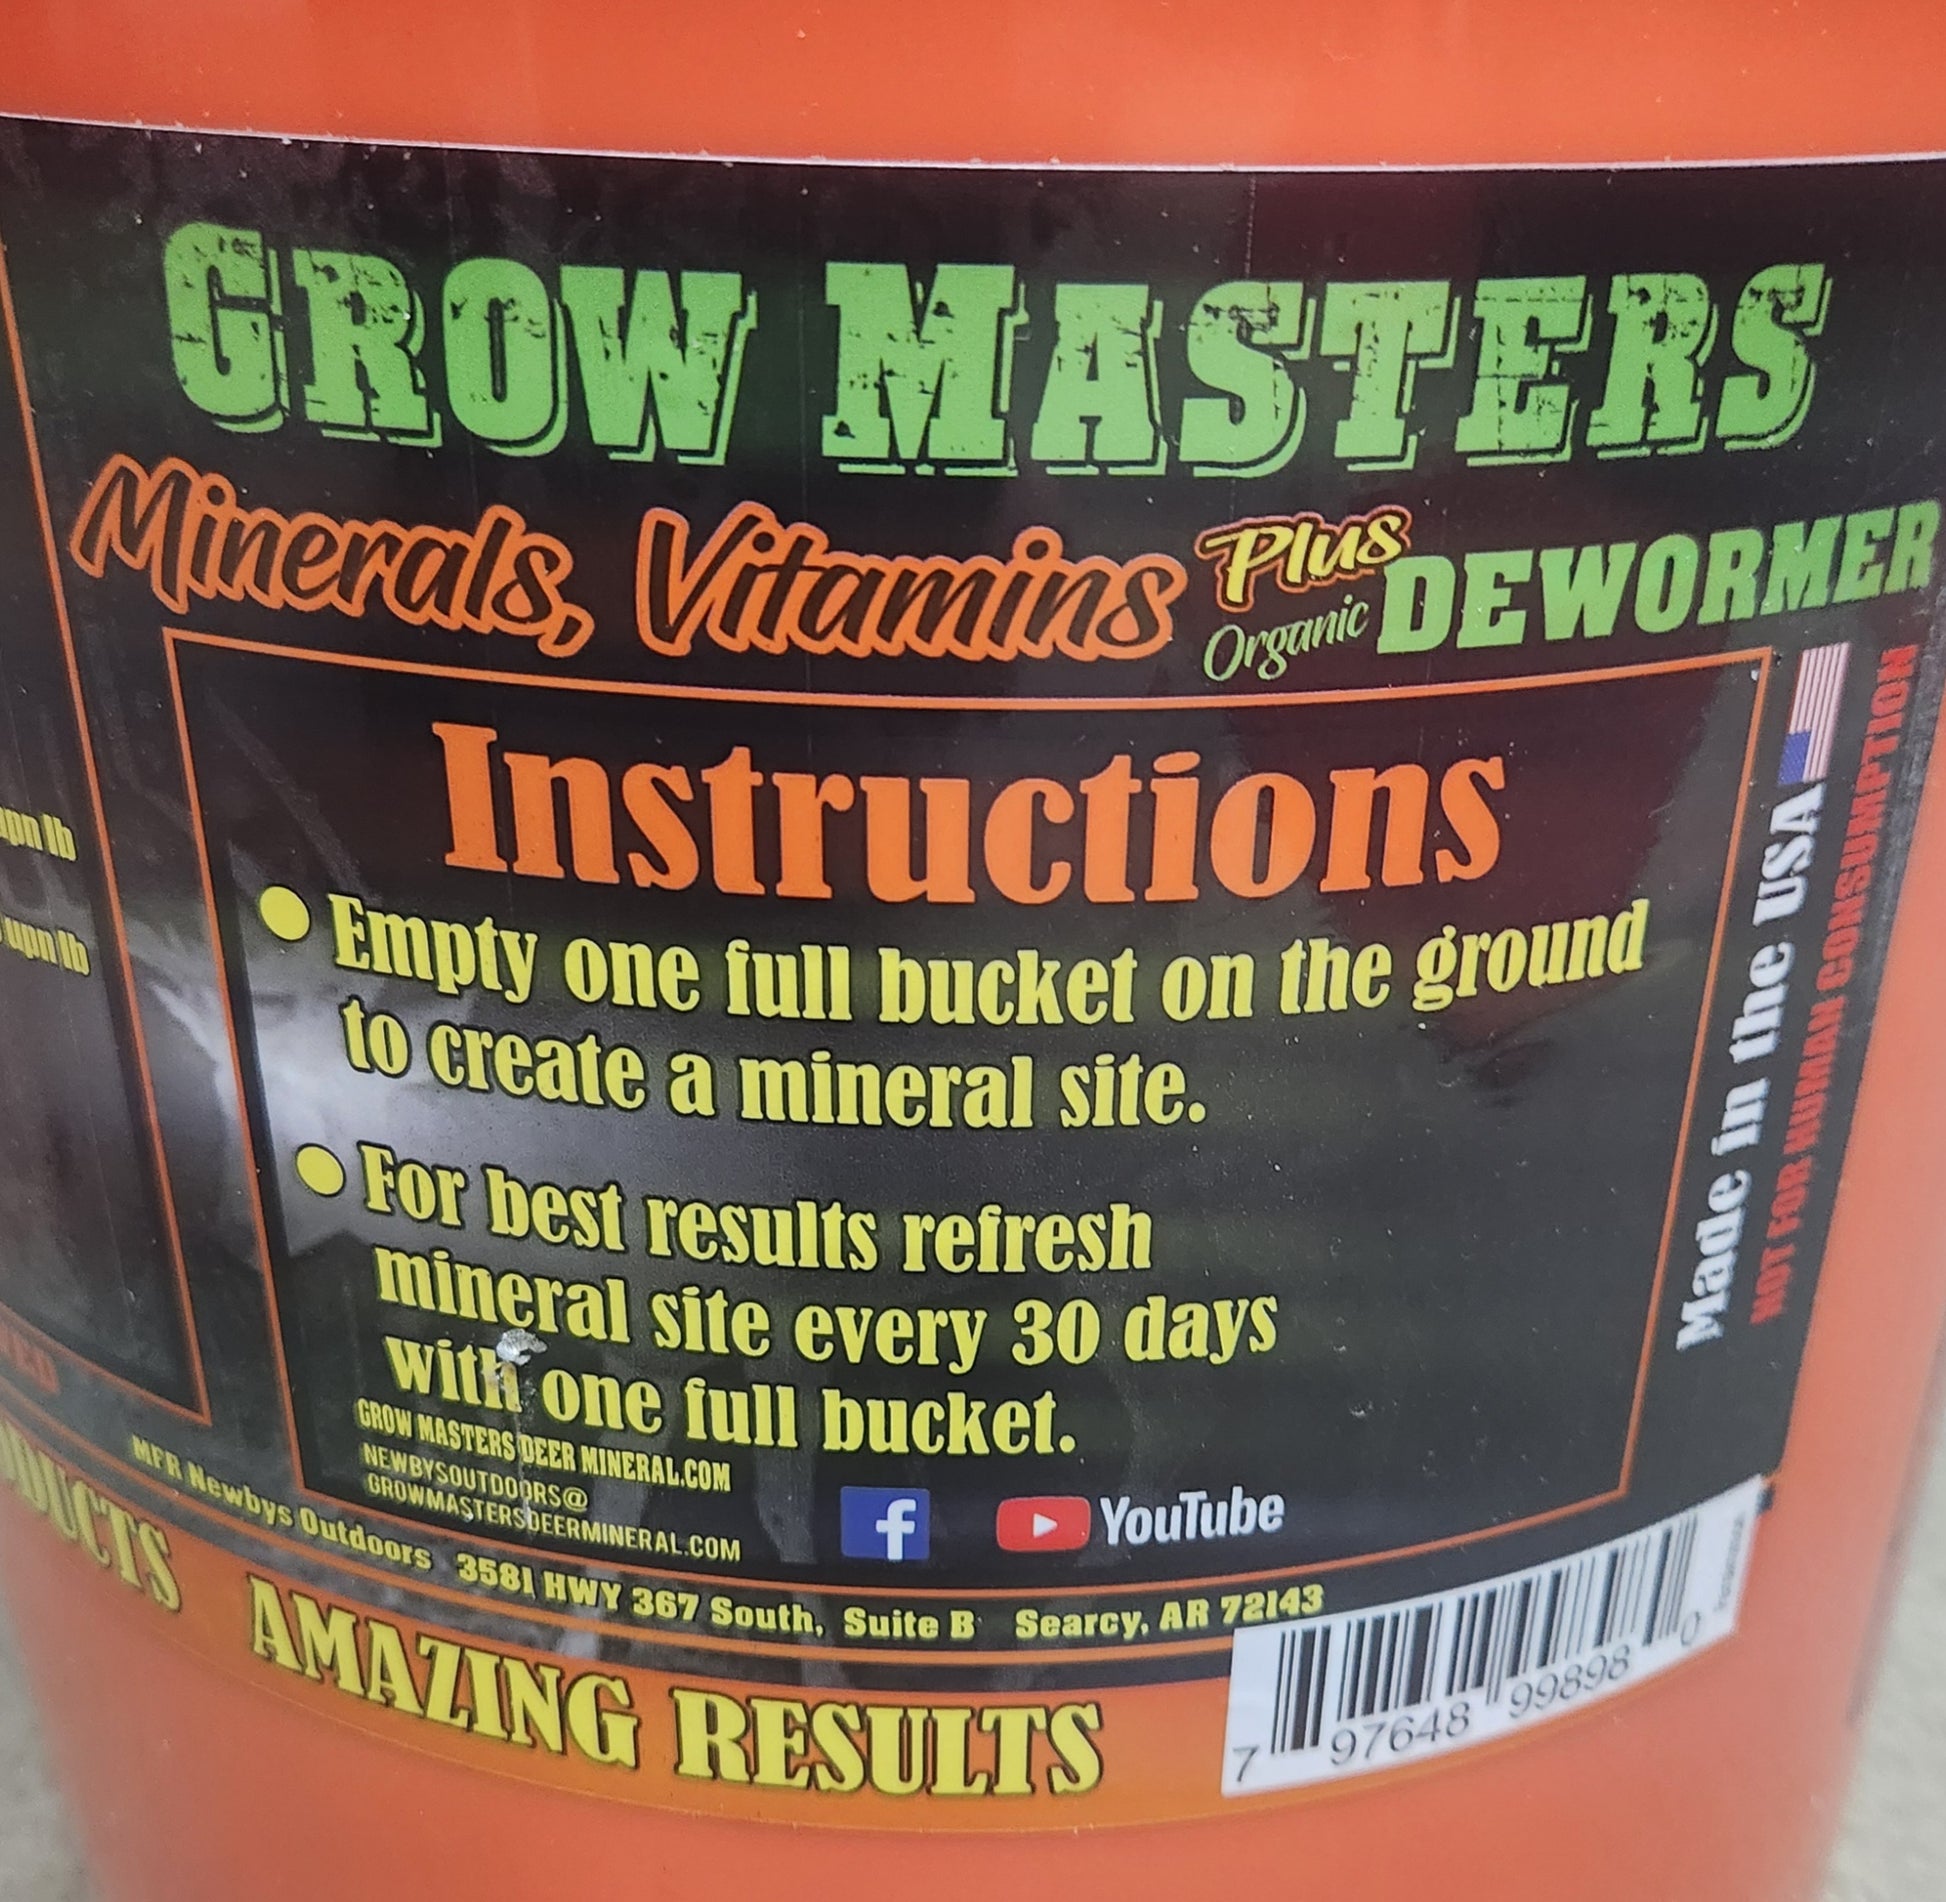 GROW MASTERS
Minerals, Vitamins Plus Organic DEWORMER
Instructions
● Empty one full bucket on the ground
to create a mineral site.
● For best results refresh
mineral site every 30 days
with one full bucket.
GROW MASTERS DEER MINERAL.COM
NEWBYSOUTDOORS@
GROWMASTERSDEERMINERAL.COM
f
YouTube
Made in the USA
NOT FOR HUMAN CONSUMPTION
MFR Newbys Outdoors 3581 HWY 367 South, Suite B Searcy, AR 72143
AMAZING RESULTS
7 97648 99898 0
lb
lb